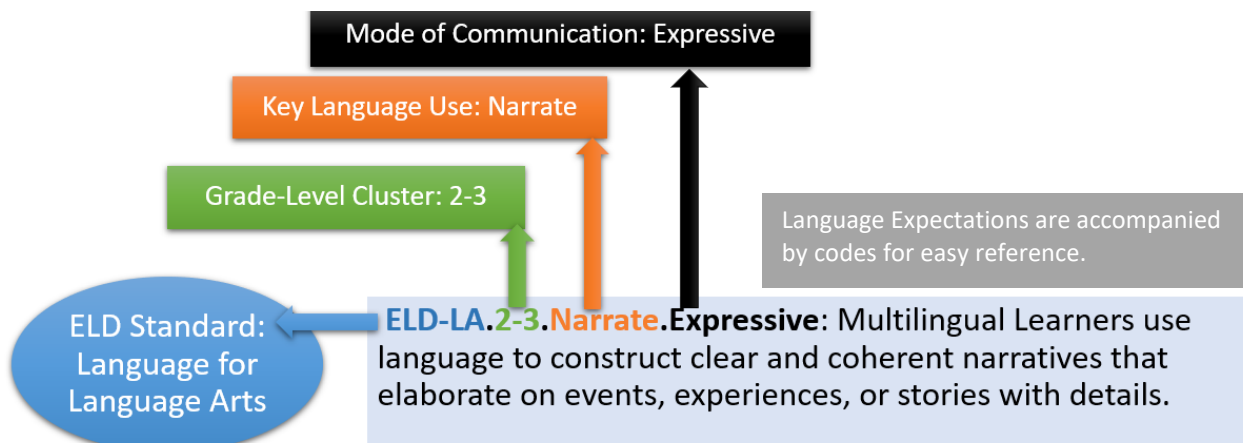 Mode of Communication: Expressive
Key Language Use: Narrate
Grade-Level Cluster: 2-3
Language Expectations are accompanied
by codes for easy reference.
ELD Standard:
Language for
Language Arts
ELD-LA.2-3.Narrate.Expressive: Multilingual Learners use
language to construct clear and coherent narratives that
elaborate on events, experiences, or stories with details.